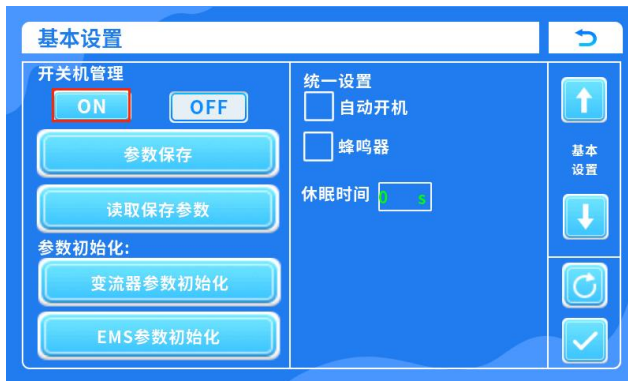 基本设置
开关机管理
ON OFF
参数保存
读取保存参数
参数初始化:
变流器参数初始化
EMS参数初始化
统一设置
自动开机
蜂鸣器
休眠时间 0 s
基本
设置